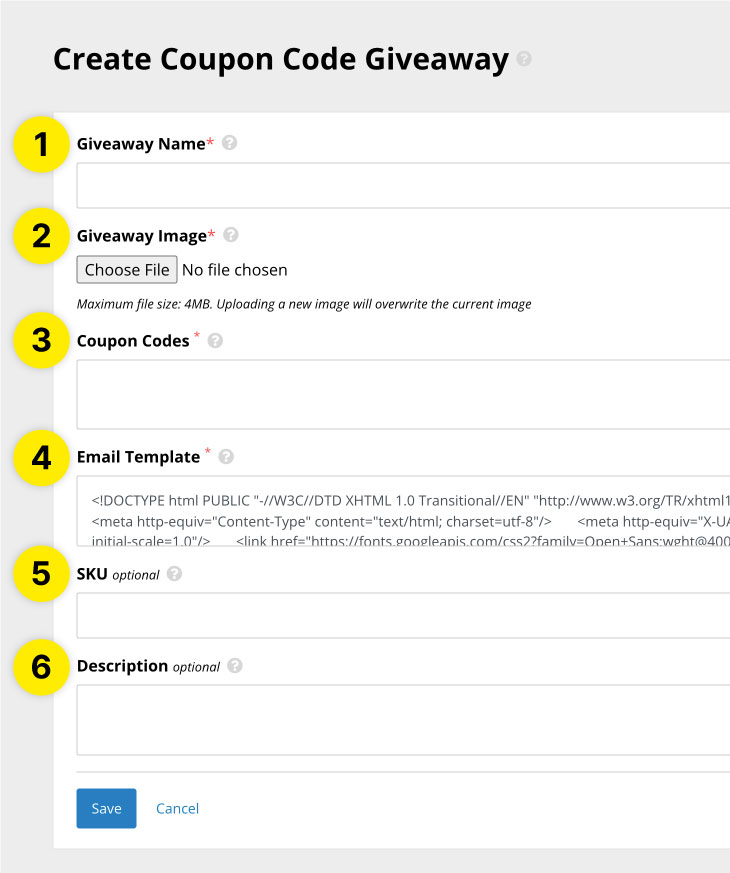 Create Coupon Code Giveaway ?
1 Giveaway Name* ?
2 Giveaway Image* ?
Choose File No file chosen
Maximum file size: 4MB. Uploading a new image will overwrite the current image
3 Coupon Codes * ?
4 Email Template * ?
<!DOCTYPE html PUBLIC "-//W3C//DTD XHTML 1.0 Transitional//EN" "http://www.w3.org/TR/xhtml1
<meta http-equiv="Content-Type" content="text/html; charset=utf-8"/> <meta http-equiv="X-UA
initial-scale=1.0"/> <link href="https://fonts.googleapis.com/css2?family=Open+Sans:wght@400
5 SKU optional ?
6 Description optional ?
Save Cancel